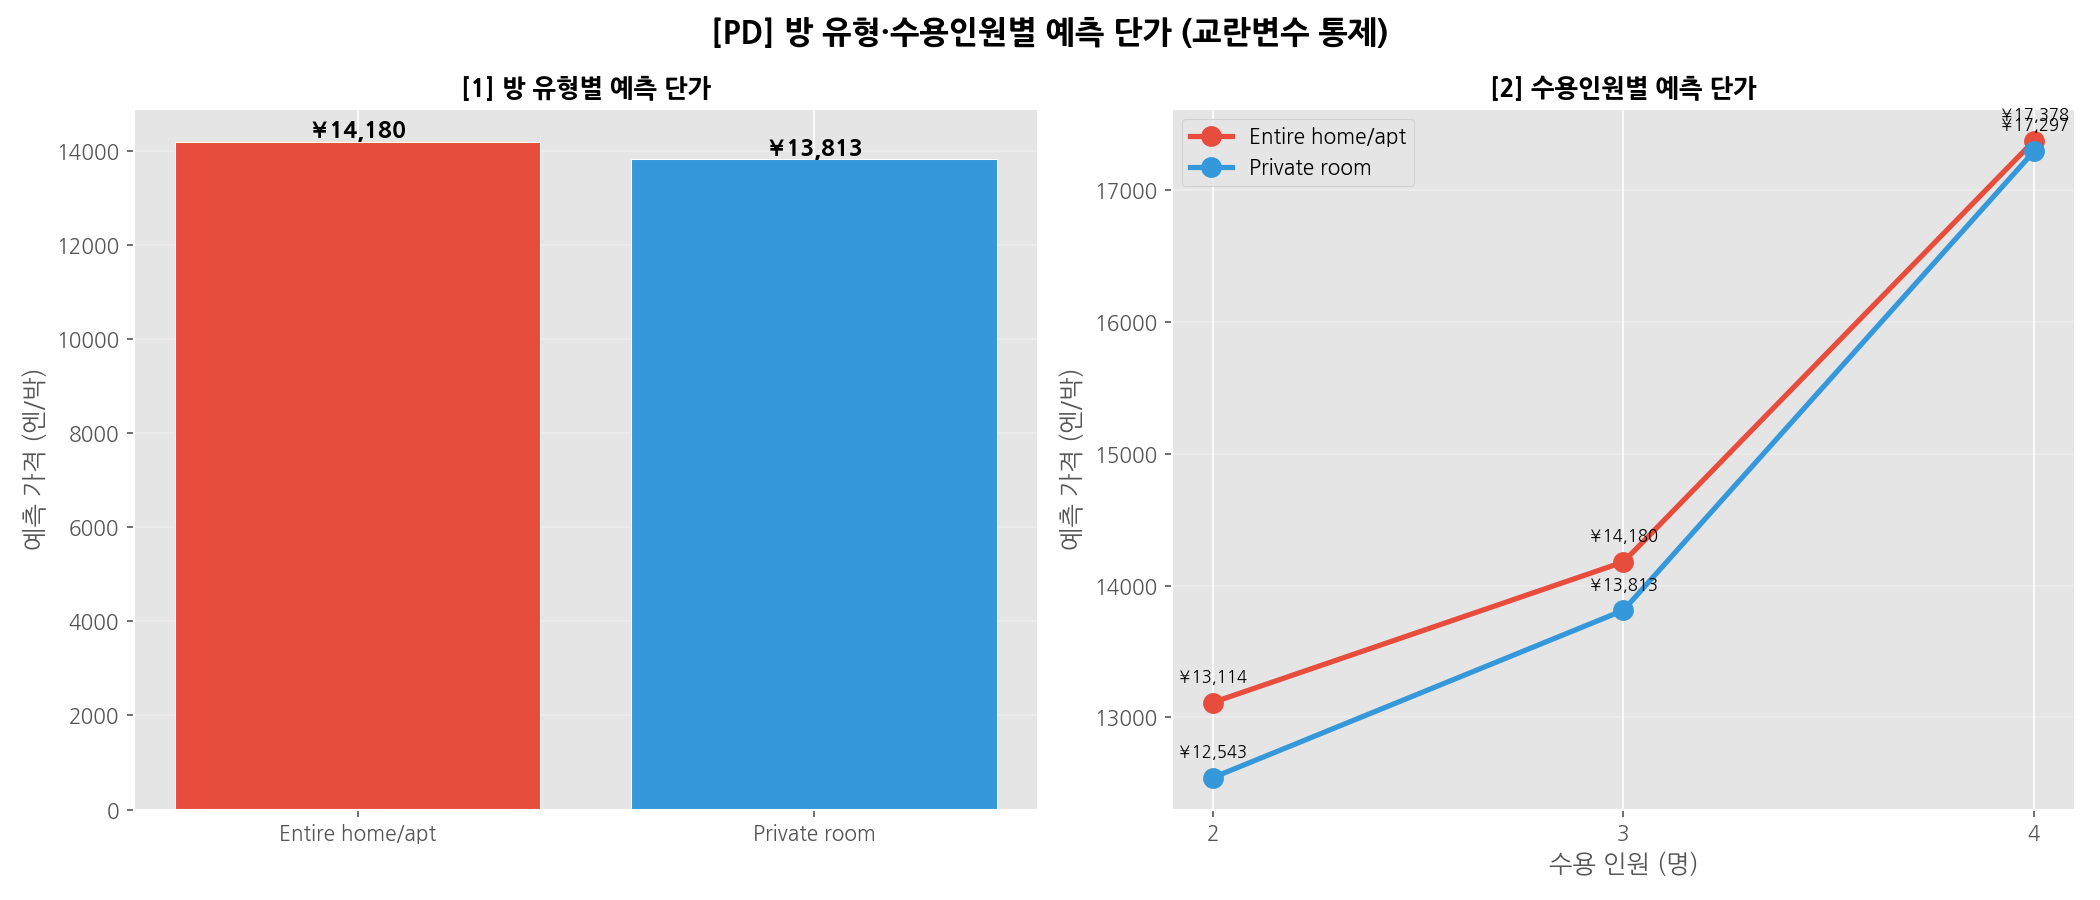 [PD] 방 유형·수용인원별 예측 단가 (교란변수 통제)
[1] 방 유형별 예측 단가
¥14,180
¥13,813
14000
12000
10000
8000
6000
4000
2000
0
예측 가격 (엔/박)
Entire home/apt
Private room
[2] 수용인원별 예측 단가
Entire home/apt
Private room
¥17,378
¥17,297
¥14,180
¥13,813
¥13,114
¥12,543
17000
16000
15000
14000
13000
예측 가격 (엔/박)
2
3
4
수용 인원 (명)